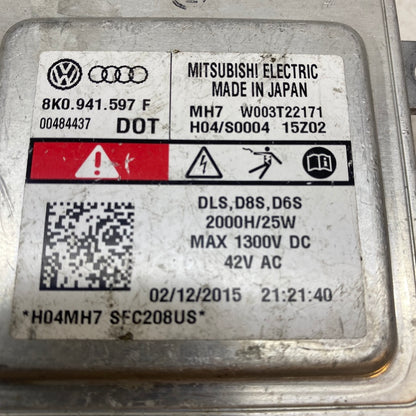 MITSUBISHI ELECTRIC
MADE IN JAPAN
8K0.941.597 F
00484437 DOT
MH7 W003T22171
H04/S0004 15Z02
DLS,D8S,D6S
2000H/25W
MAX 1300V DC
42V AC
02/12/2015 21:21:40
*H04MH7 SFC208US*